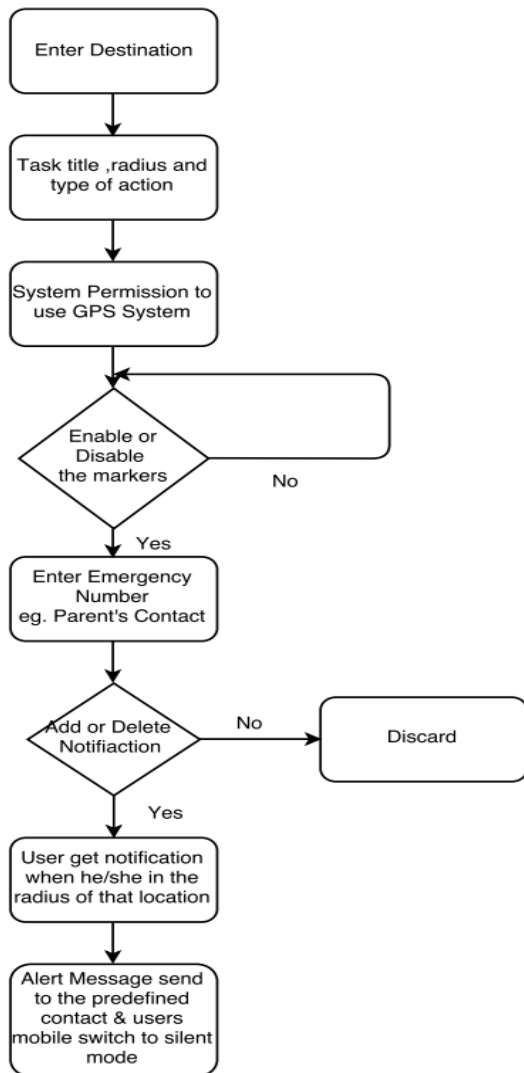 Enter Destination
Task title ,radius and
type of action
System Permission to
use GPS System
Enable or
Disable
the markers
No
Yes
Enter Emergency
Number
eg. Parent's Contact
Add or Delete
Notifiaction
No
Discard
Yes
User get notification
when he/she in the
radius of that location
Alert Message send
to the predefined
contact & users
mobile switch to silent
mode